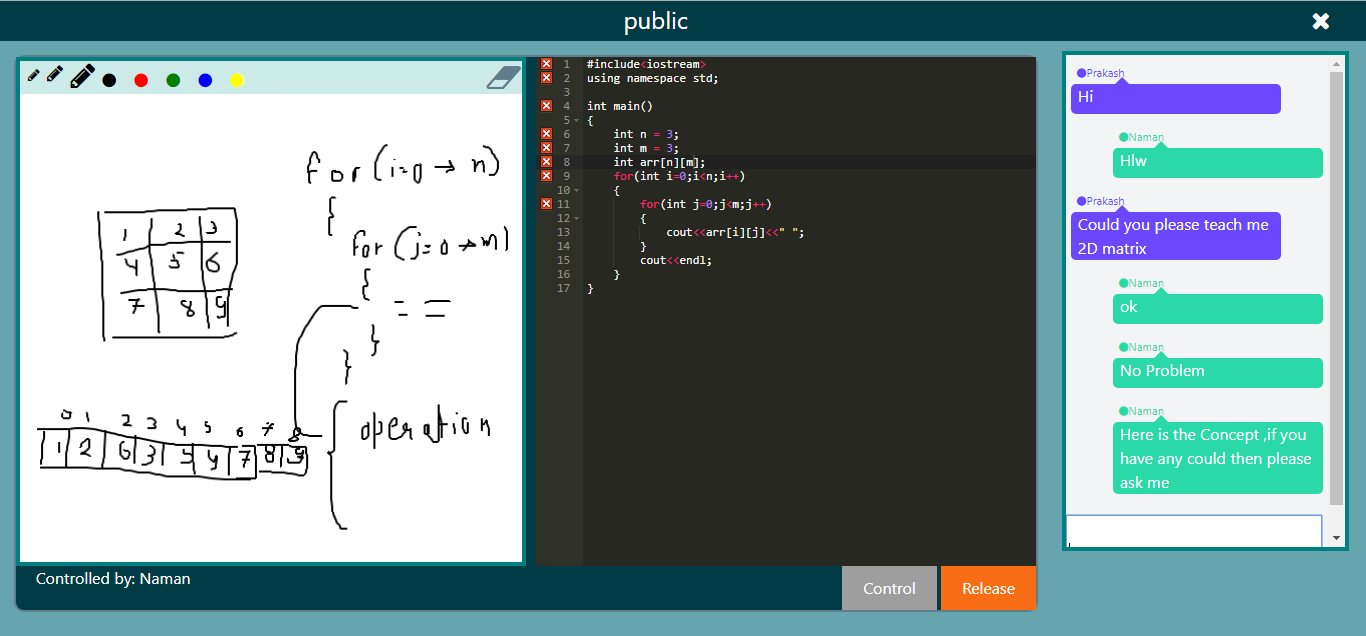 public
for (i=0 → n)
{
for (j=0 → m)
{
= =
}
}
1 2 3
4 5 6
7 8 9
0 1 2 3 4 5 6 7 8
1 2 6 3 5 4 7 8 9
{ operation
Controlled by: Naman
1 #include<iostream>
2 using namespace std;
3
4 int main()
5 {
6 int n = 3;
7 int m = 3;
8 int arr[n][m];
9 for(int i=0;i<n;i++)
10 {
11 for(int j=0;j<m;j++)
12 {
13 cout<<arr[i][j]<<" ";
14 }
15 cout<<endl;
16 }
17 }
Control
Release
Prakash
Hi
Naman
Hlw
Prakash
Could you please teach me
2D matrix
Naman
ok
Naman
No Problem
Naman
Here is the Concept ,if you
have any could then please
ask me